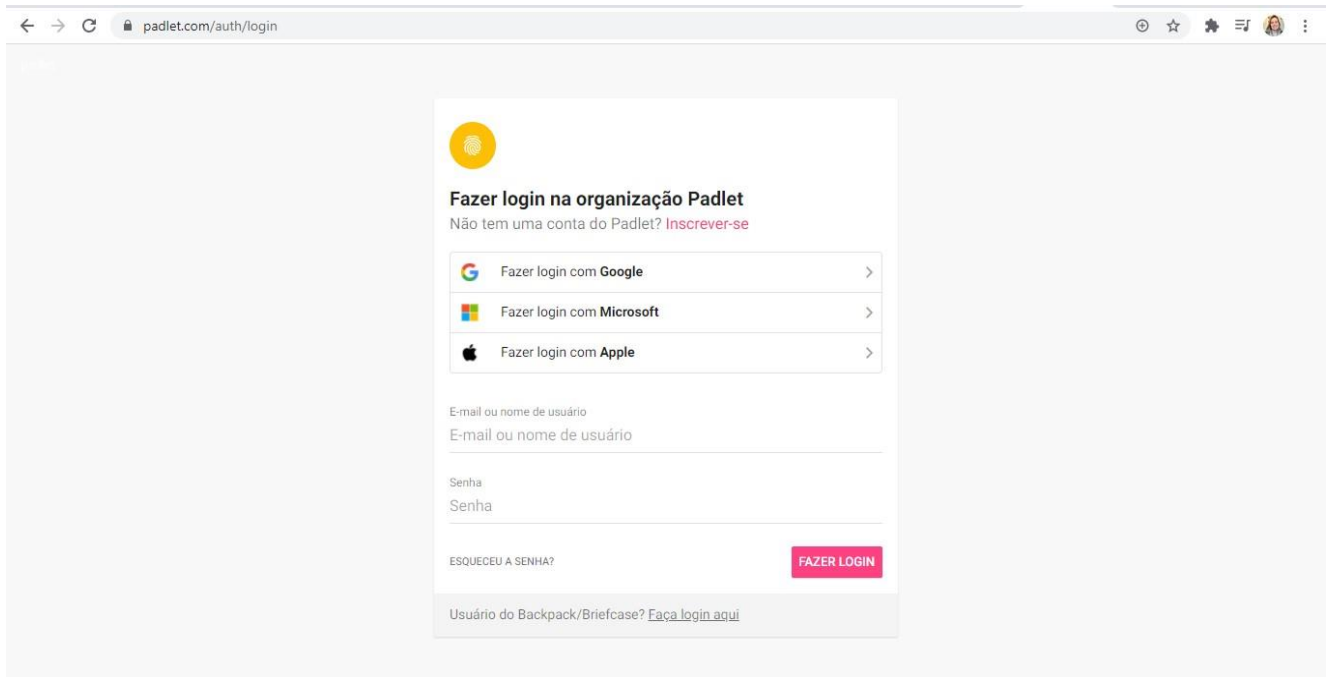 padlet.com/auth/login
Fazer login na organização Padlet
Não tem uma conta do Padlet? Inscrever-se
Fazer login com Google
Fazer login com Microsoft
Fazer login com Apple
E-mail ou nome de usuário
E-mail ou nome de usuário
Senha
Senha
ESQUECEU A SENHA? FAZER LOGIN
Usuário do Backpack/Briefcase? Faça login aqui